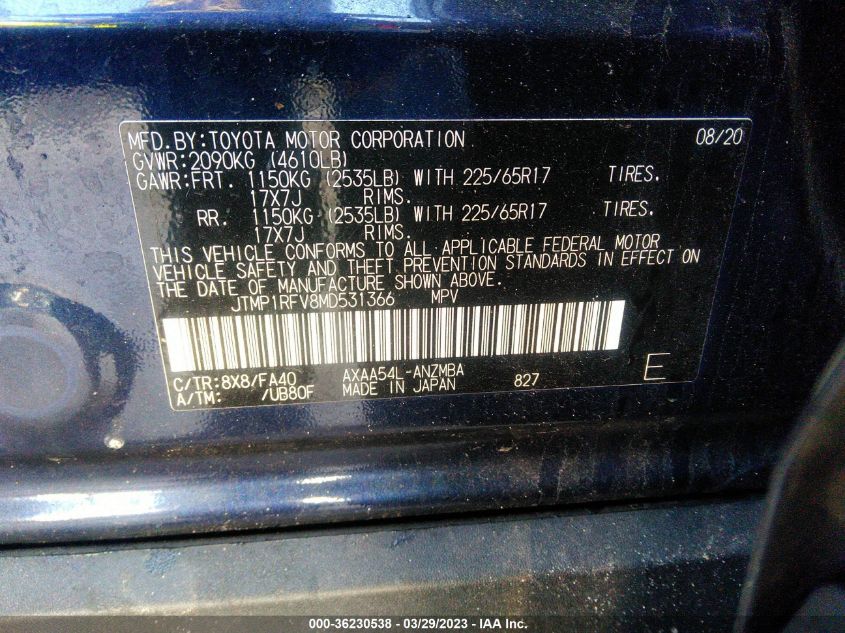 MFD.BY:TOYOTA MOTOR CORPORATION 08/20
GVWR:2090KG (4610LB)
GAWR:FRT. 1150KG (2535LB) WITH 225/65R17 TIRES.
17X7J RIMS.
RR. 1150KG (2535LB) WITH 225/65R17 TIRES.
17X7J RIMS.
THIS VEHICLE CONFORMS TO ALL APPLICABLE FEDERAL MOTOR
VEHICLE SAFETY AND THEFT PREVENTION STANDARDS IN EFFECT ON
THE DATE OF MANUFACTURE SHOWN ABOVE.
JTMP1RFV8MD531366 MPV
C/TR:8X8/FA40 AXAA54L-ANZMBA
A/TM: /UB80F MADE IN JAPAN 827 E
000-36230538 - 03/29/2023 - IAA Inc.